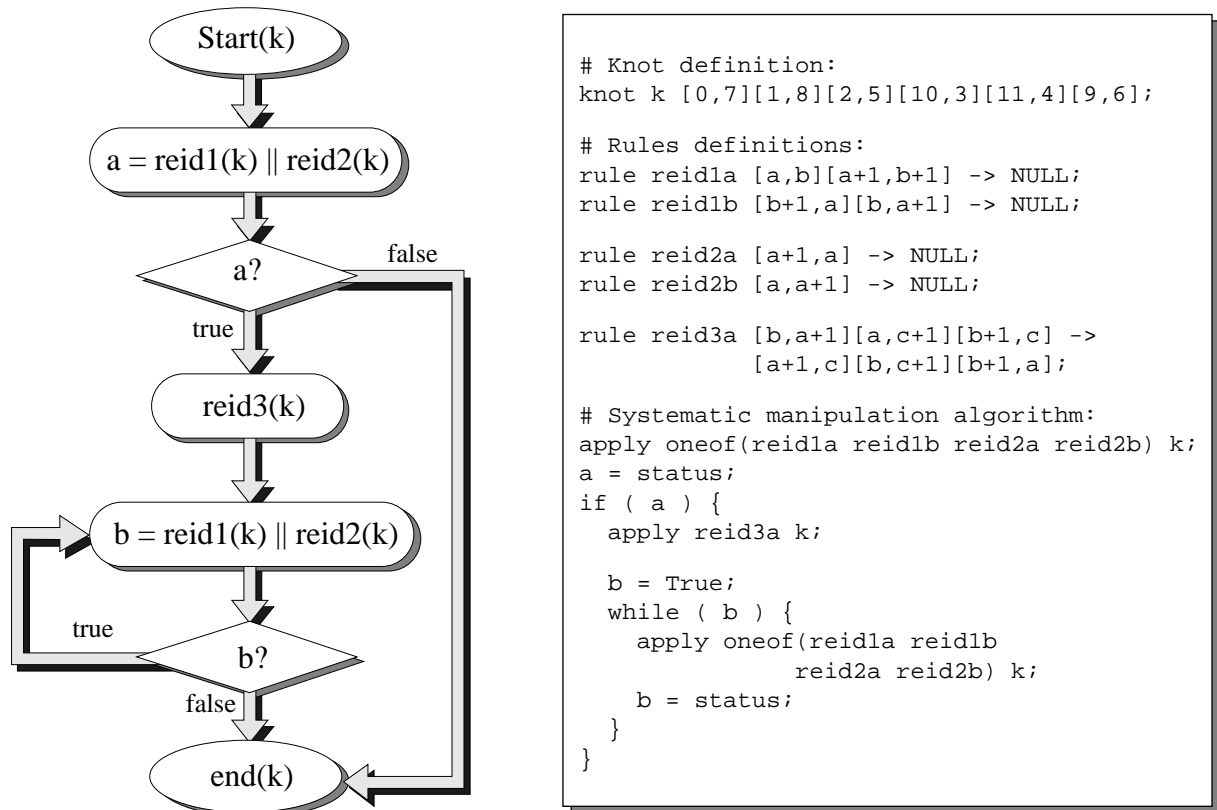 Start(k)
a = reid1(k) || reid2(k)
a?
false
true
reid3(k)
b = reid1(k) || reid2(k)
true
b?
false
end(k)
# Knot definition:
knot k [0,7][1,8][2,5][10,3][11,4][9,6];
# Rules definitions:
rule reid1a [a,b][a+1,b+1] -> NULL;
rule reid1b [b+1,a][b,a+1] -> NULL;
rule reid2a [a+1,a] -> NULL;
rule reid2b [a,a+1] -> NULL;
rule reid3a [b,a+1][a,c+1][b+1,c] ->
[a+1,c][b,c+1][b+1,a];
# Systematic manipulation algorithm:
apply oneof(reid1a reid1b reid2a reid2b) k;
a = status;
if ( a ) {
apply reid3a k;
b = True;
while ( b ) {
apply oneof(reid1a reid1b
reid2a reid2b) k;
b = status;
}
}